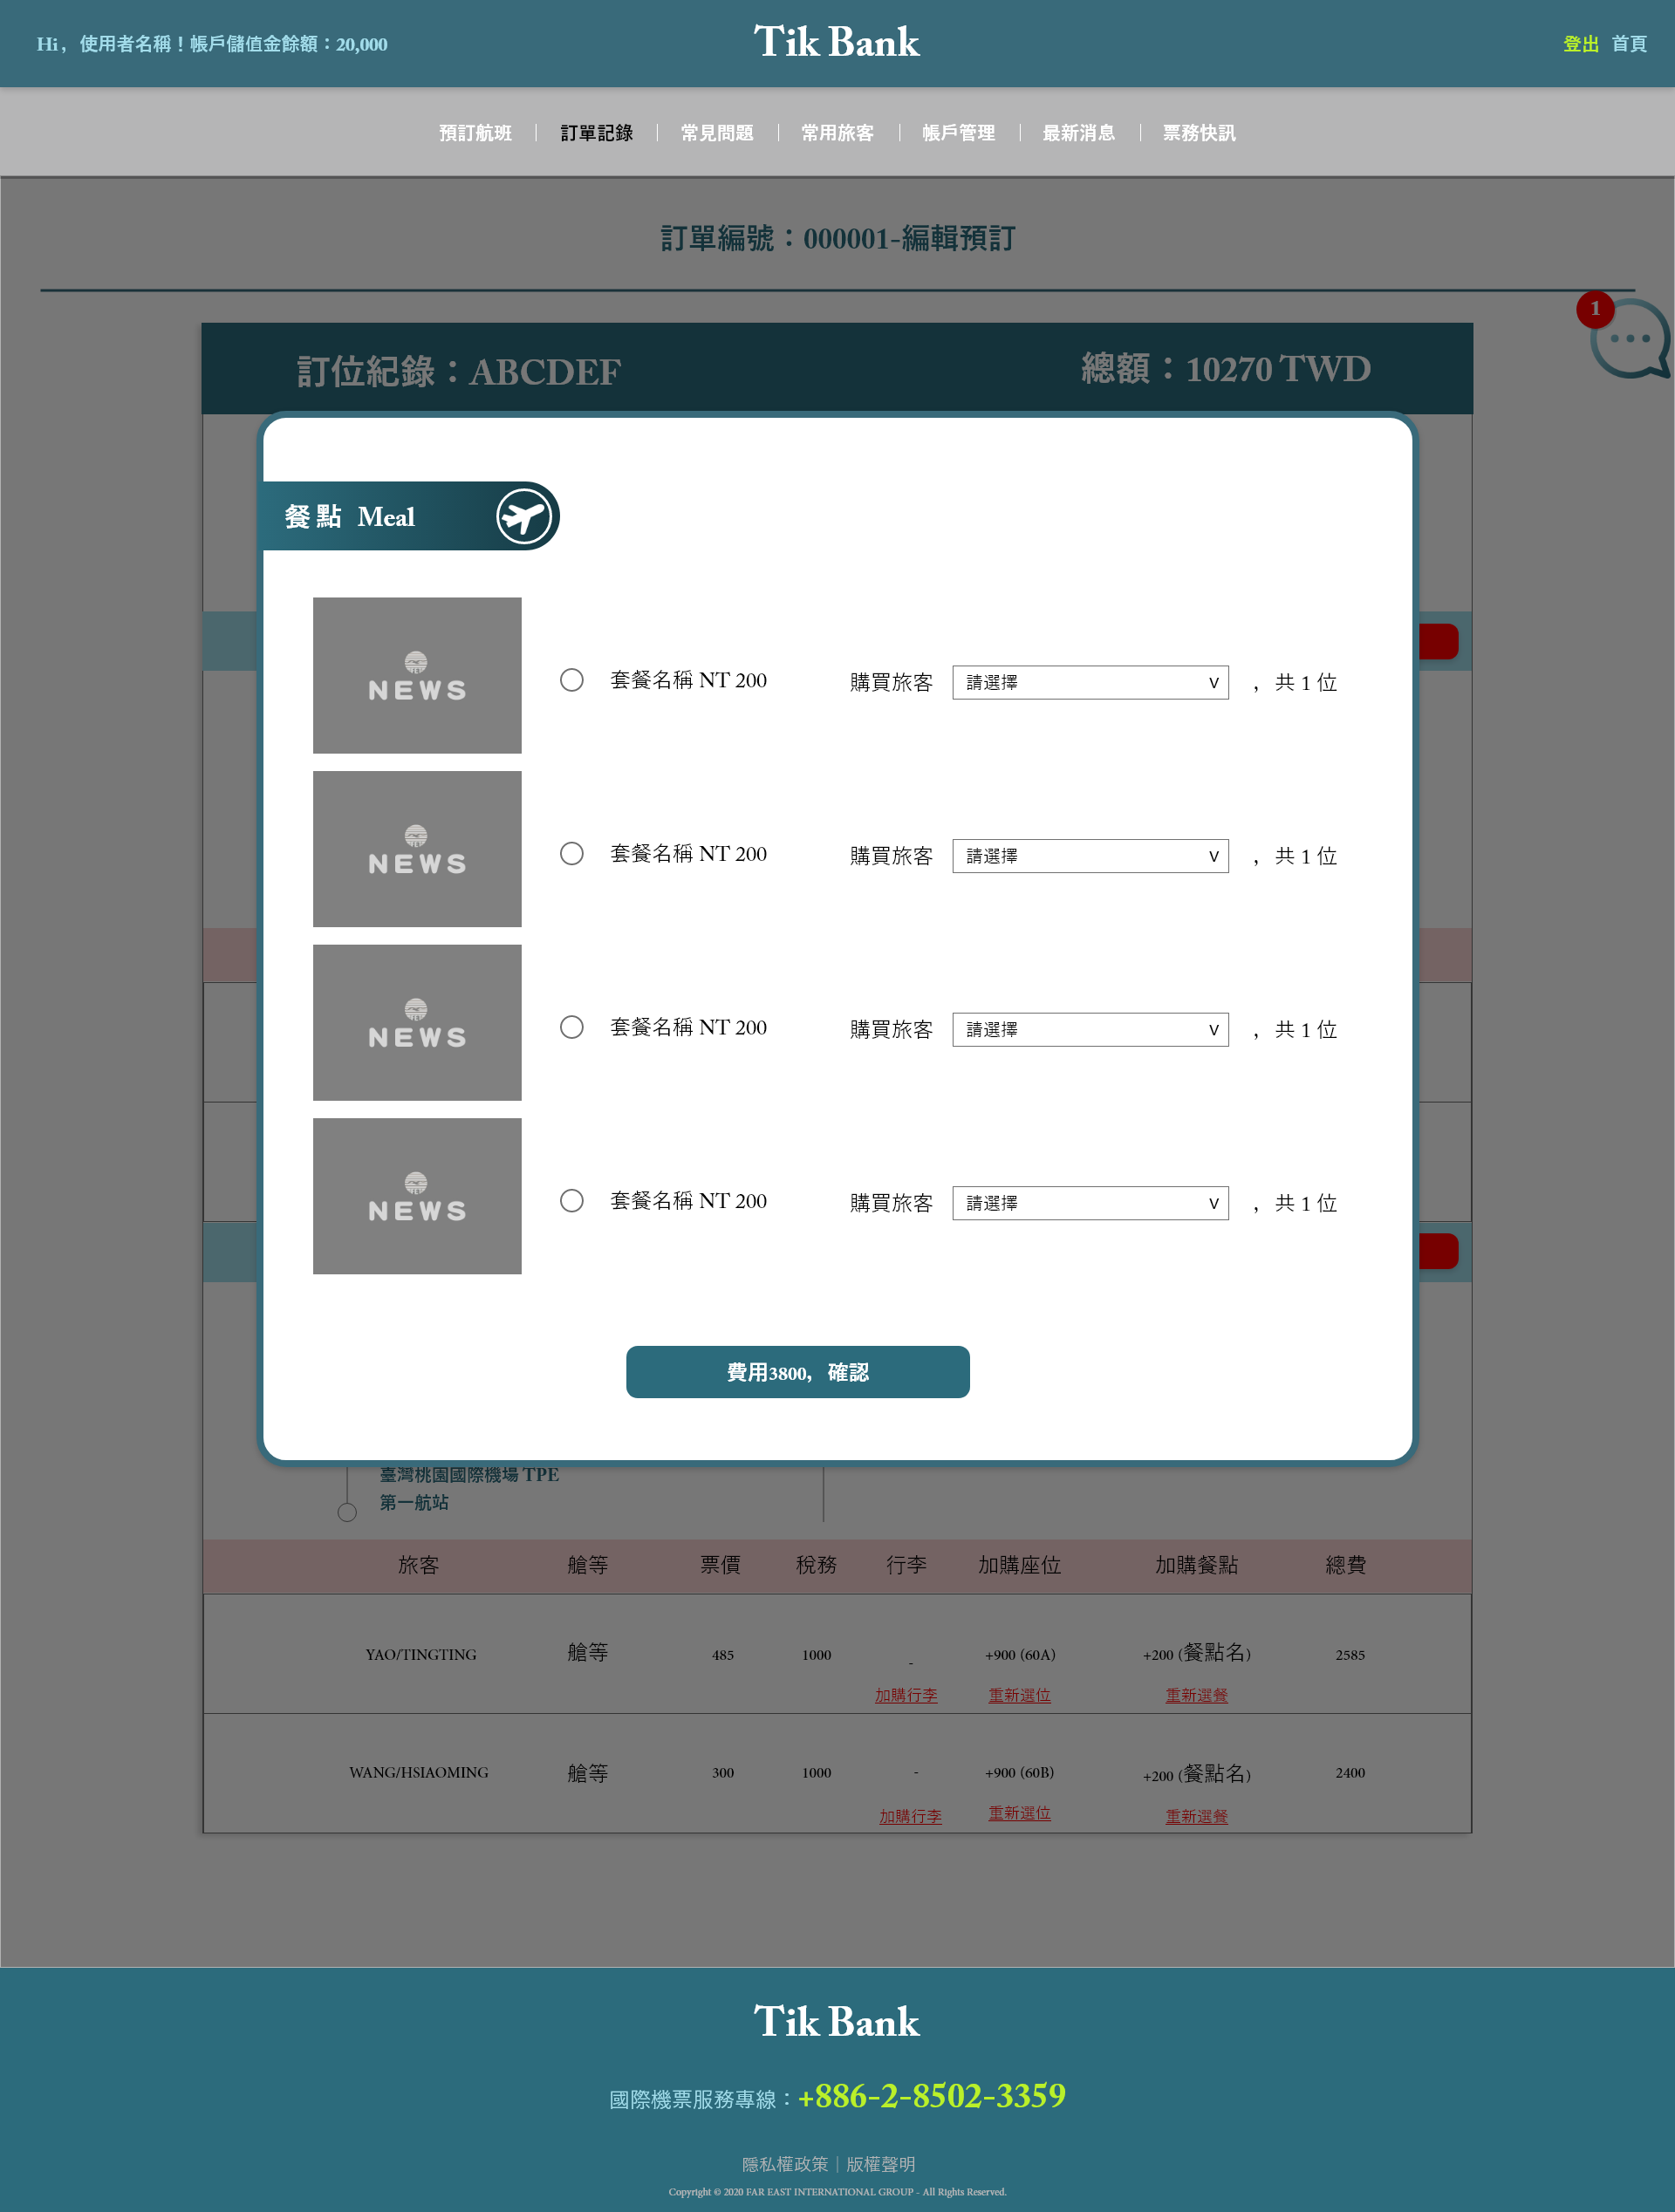 Hi，使用者名稱！帳戶儲值金餘額：20,000
Tik Bank
登出 首頁
預訂航班 | 訂單記錄 | 常見問題 | 常用旅客 | 帳戶管理 | 最新消息 | 票務快訊
訂單編號：000001-編輯預訂
1
訂位紀錄：ABCDEF 總額：10270 TWD
餐點 Meal
NEWS
套餐名稱 NT 200 購買旅客 請選擇 V ，共 1 位
NEWS
套餐名稱 NT 200 購買旅客 請選擇 V ，共 1 位
NEWS
套餐名稱 NT 200 購買旅客 請選擇 V ，共 1 位
NEWS
套餐名稱 NT 200 購買旅客 請選擇 V ，共 1 位
費用3800，確認
臺灣桃園國際機場 TPE
第一航站
旅客 艙等 票價 稅務 行李 加購座位 加購餐點 總費
YAO/TINGTING 艙等 485 1000 - +900 (60A) +200 (餐點名) 2585
加購行李 重新選位 重新選餐
WANG/HSIAOMING 艙等 300 1000 - +900 (60B) +200 (餐點名) 2400
加購行李 重新選位 重新選餐
Tik Bank
國際機票服務專線：+886-2-8502-3359
隱私權政策｜版權聲明
Copyright © 2020 FAR EAST INTERNATIONAL GROUP - All Rights Reserved.